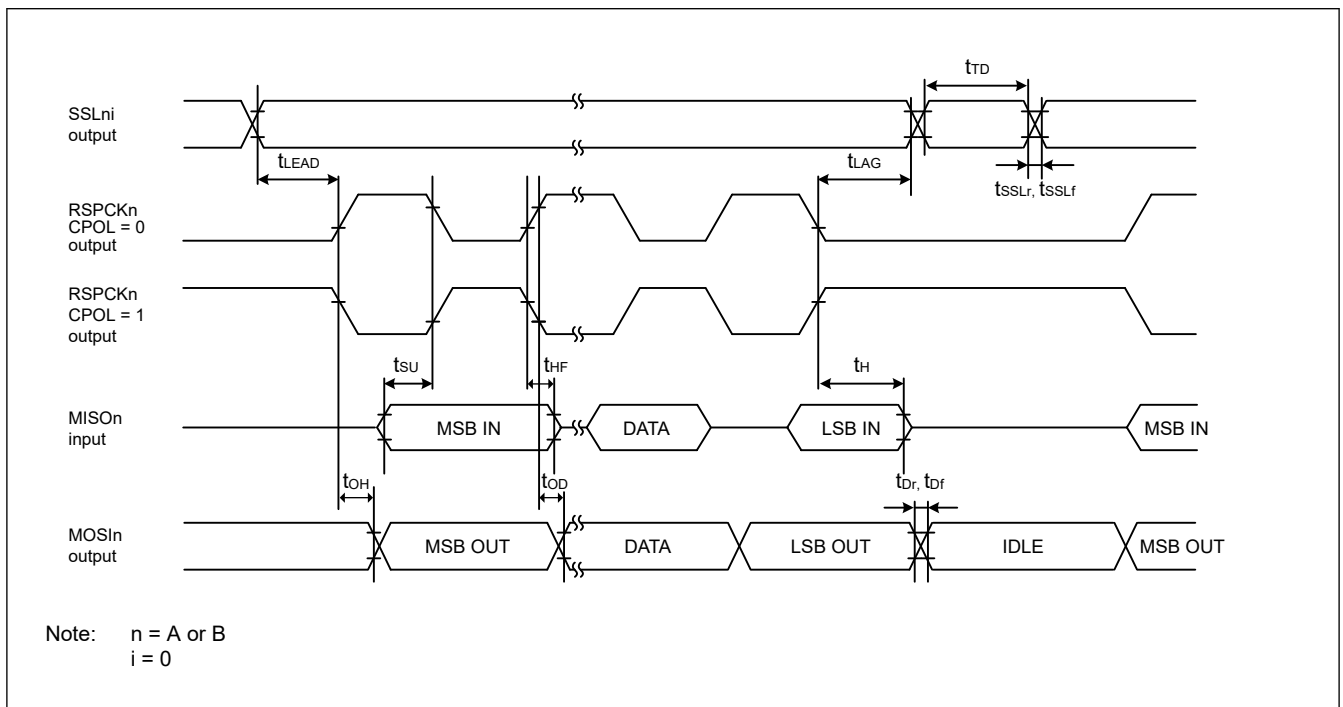 tTD
SSLni
output
tLEAD
tLAG
tSSLr, tSSLf
RSPCKn
CPOL = 0
output
RSPCKn
CPOL = 1
output
tSU
tHF
tH
MISOn
input
MSB IN
DATA
LSB IN
MSB IN
tOH
tOD
tDr, tDf
MOSIn
output
MSB OUT
DATA
LSB OUT
IDLE
MSB OUT
Note: n = A or B
i = 0